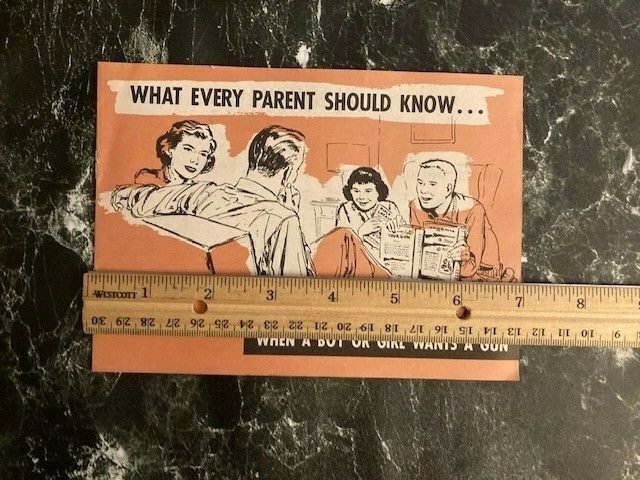 WHAT EVERY PARENT SHOULD KNOW...
YOUR GUN
WESTCOTT 1 2 3 4 5 6 7 8
30 29 28 27 26 25 24 23 22 21 20 19 18 17 16 15 14 13 12 11 10 9
WHEN A BOY OR GIRL WANTS A GUN